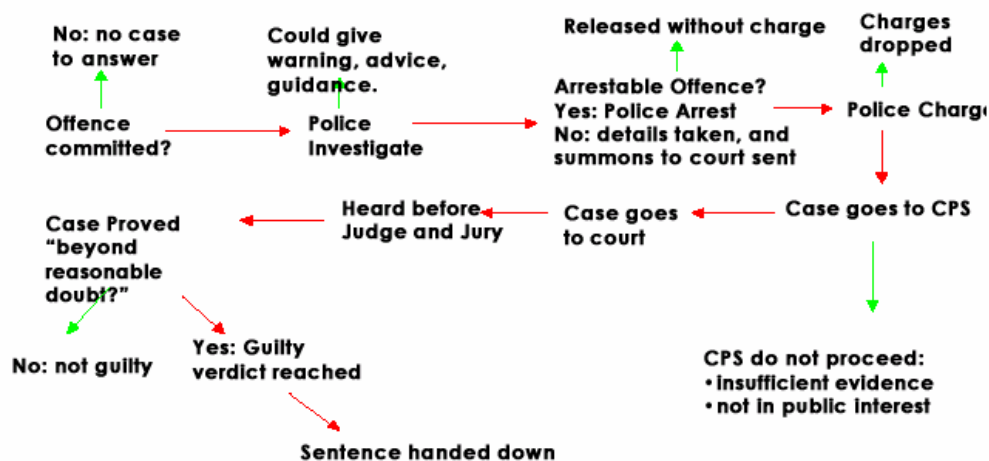 No: no case
to answer
Could give
warning, advice,
guidance.
Released without charge
Charges
dropped
Offence
committed?
Police
Investigate
Arrestable Offence?
Yes: Police Arrest
No: details taken, and
summons to court sent
Police Charge
Case Proved
“beyond
reasonable
doubt?”
Heard before
Judge and Jury
Case goes
to court
Case goes to CPS
No: not guilty
Yes: Guilty
verdict reached
CPS do not proceed:
• insufficient evidence
• not in public interest
Sentence handed down